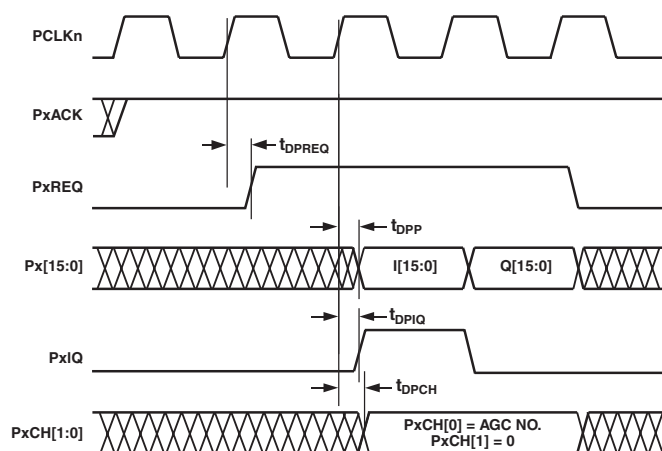 PCLKn
PxACK
tDPREQ
PxREQ
tDPP
Px[15:0]
I[15:0]
Q[15:0]
tDPIQ
PxIQ
tDPCH
PxCH[1:0]
PxCH[0] = AGC NO.
PxCH[1] = 0